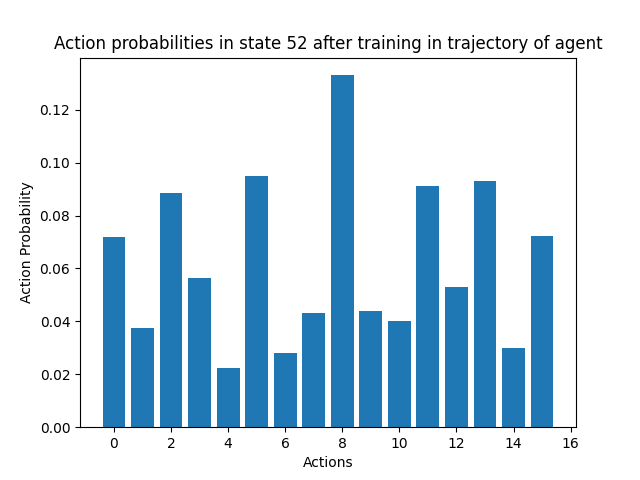 Action probabilities in state 52 after training in trajectory of agent
Action Probability
0.12
0.10
0.08
0.06
0.04
0.02
0.00
0 2 4 6 8 10 12 14 16
Actions